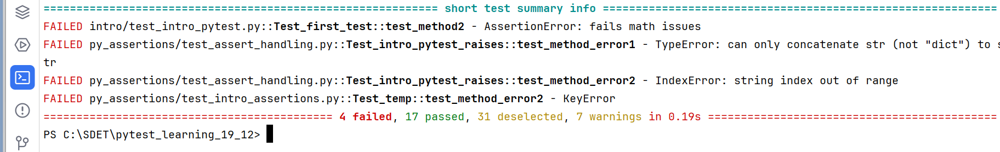 ============================================================ short test summary info ============================================================
FAILED intro/test_intro_pytest.py::Test_first_test::test_method2 - AssertionError: fails math issues
FAILED py_assertions/test_assert_handling.py::Test_intro_pytest_raises::test_method_error1 - TypeError: can only concatenate str (not "dict") to s
tr
FAILED py_assertions/test_assert_handling.py::Test_intro_pytest_raises::test_method_error2 - IndexError: string index out of range
FAILED py_assertions/test_intro_assertions.py::Test_temp::test_method_error2 - KeyError
============================================ 4 failed, 17 passed, 31 deselected, 7 warnings in 0.19s ============================================
PS C:\SDET\pytest_learning_19_12>